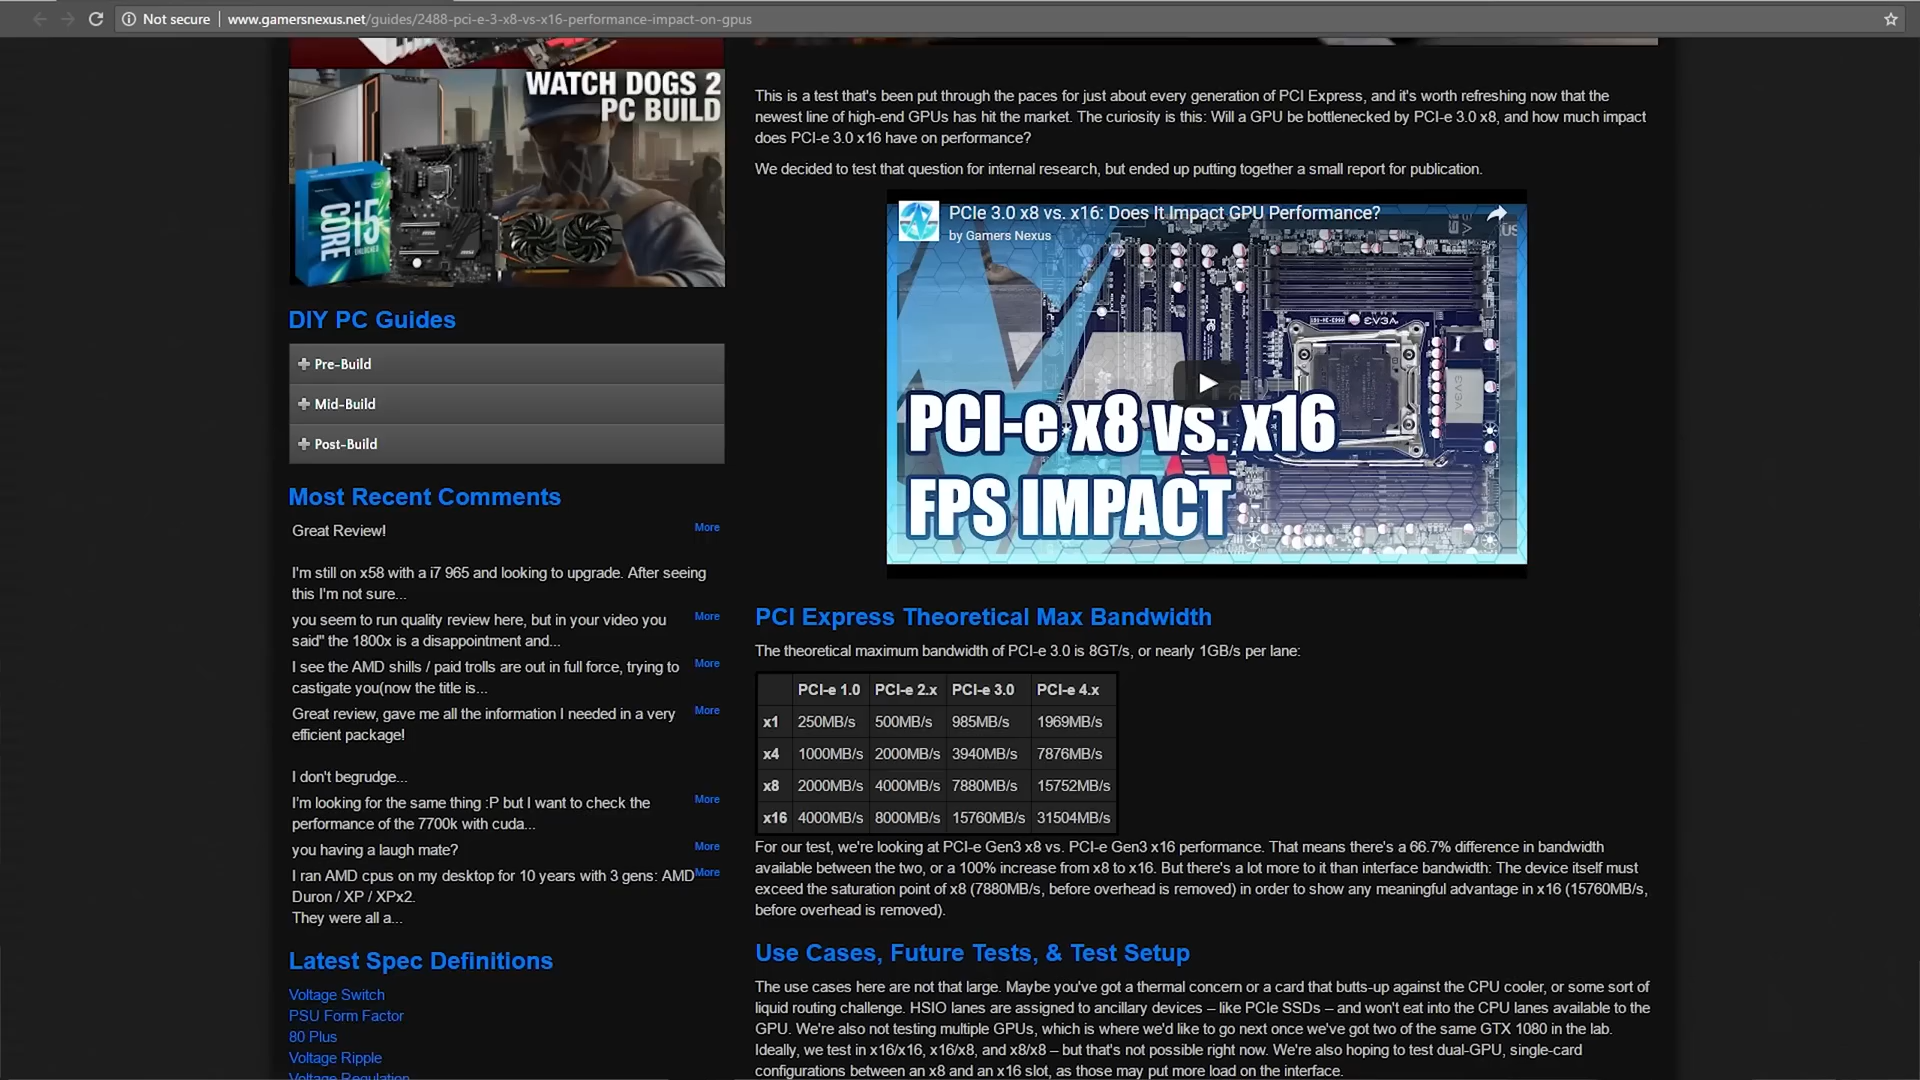 Not secure | www.gamersnexus.net/guides/2488-pci-e-3-x8-vs-x16-performance-impact-on-gpus
WATCH DOGS 2
PC BUILD
CORE i5
DIY PC Guides
Pre-Build
Mid-Build
Post-Build
Most Recent Comments
Great Review! More
I'm still on x58 with a i7 965 and looking to upgrade. After seeing
this I'm not sure...
you seem to run quality review here, but in your video you More
said" the 1800x is a disappointment and...
I see the AMD shills / paid trolls are out in full force, trying to More
castigate you(now the title is...
Great review, gave me all the information I needed in a very More
efficient package!
I don't begrudge...
I'm looking for the same thing :P but I want to check the More
performance of the 7700k with cuda...
you having a laugh mate? More
I ran AMD cpus on my desktop for 10 years with 3 gens: AMD More
Duron / XP / XPx2.
They were all a...
Latest Spec Definitions
Voltage Switch
PSU Form Factor
80 Plus
Voltage Ripple
Voltage Regulation
This is a test that's been put through the paces for just about every generation of PCI Express, and it's worth refreshing now that the
newest line of high-end GPUs has hit the market. The curiosity is this: Will a GPU be bottlenecked by PCI-e 3.0 x8, and how much impact
does PCI-e 3.0 x16 have on performance?
We decided to test that question for internal research, but ended up putting together a small report for publication.
PCIe 3.0 x8 vs. x16: Does It Impact GPU Performance?
by Gamers Nexus
EVGA
PCI-e x8 vs. x16
FPS IMPACT
PCI Express Theoretical Max Bandwidth
The theoretical maximum bandwidth of PCI-e 3.0 is 8GT/s, or nearly 1GB/s per lane:
PCI-e 1.0 PCI-e 2.x PCI-e 3.0 PCI-e 4.x
x1 250MB/s 500MB/s 985MB/s 1969MB/s
x4 1000MB/s 2000MB/s 3940MB/s 7876MB/s
x8 2000MB/s 4000MB/s 7880MB/s 15752MB/s
x16 4000MB/s 8000MB/s 15760MB/s 31504MB/s
For our test, we're looking at PCI-e Gen3 x8 vs. PCI-e Gen3 x16 performance. That means there's a 66.7% difference in bandwidth
available between the two, or a 100% increase from x8 to x16. But there's a lot more to it than interface bandwidth: The device itself must
exceed the saturation point of x8 (7880MB/s, before overhead is removed) in order to show any meaningful advantage in x16 (15760MB/s,
before overhead is removed).
Use Cases, Future Tests, & Test Setup
The use cases here are not that large. Maybe you've got a thermal concern or a card that butts-up against the CPU cooler, or some sort of
liquid routing challenge. HSIO lanes are assigned to ancillary devices – like PCIe SSDs – and won't eat into the CPU lanes available to the
GPU. We're also not testing multiple GPUs, which is where we'd like to go next once we've got two of the same GTX 1080 in the lab.
Ideally, we test in x16/x16, x16/x8, and x8/x8 – but that's not possible right now. We're also hoping to test dual-GPU, single-card
configurations between an x8 and an x16 slot, as those may put more load on the interface.